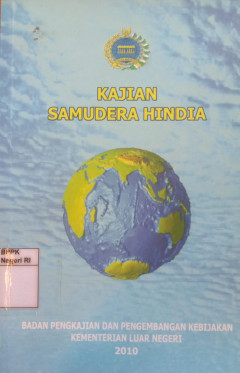 KAJIAN
SAMUDERA HINDIA
BPPK
Negeri RI
BADAN PENGKAJIAN DAN PENGEMBANGAN KEBIJAKAN
KEMENTERIAN LUAR NEGERI
2010